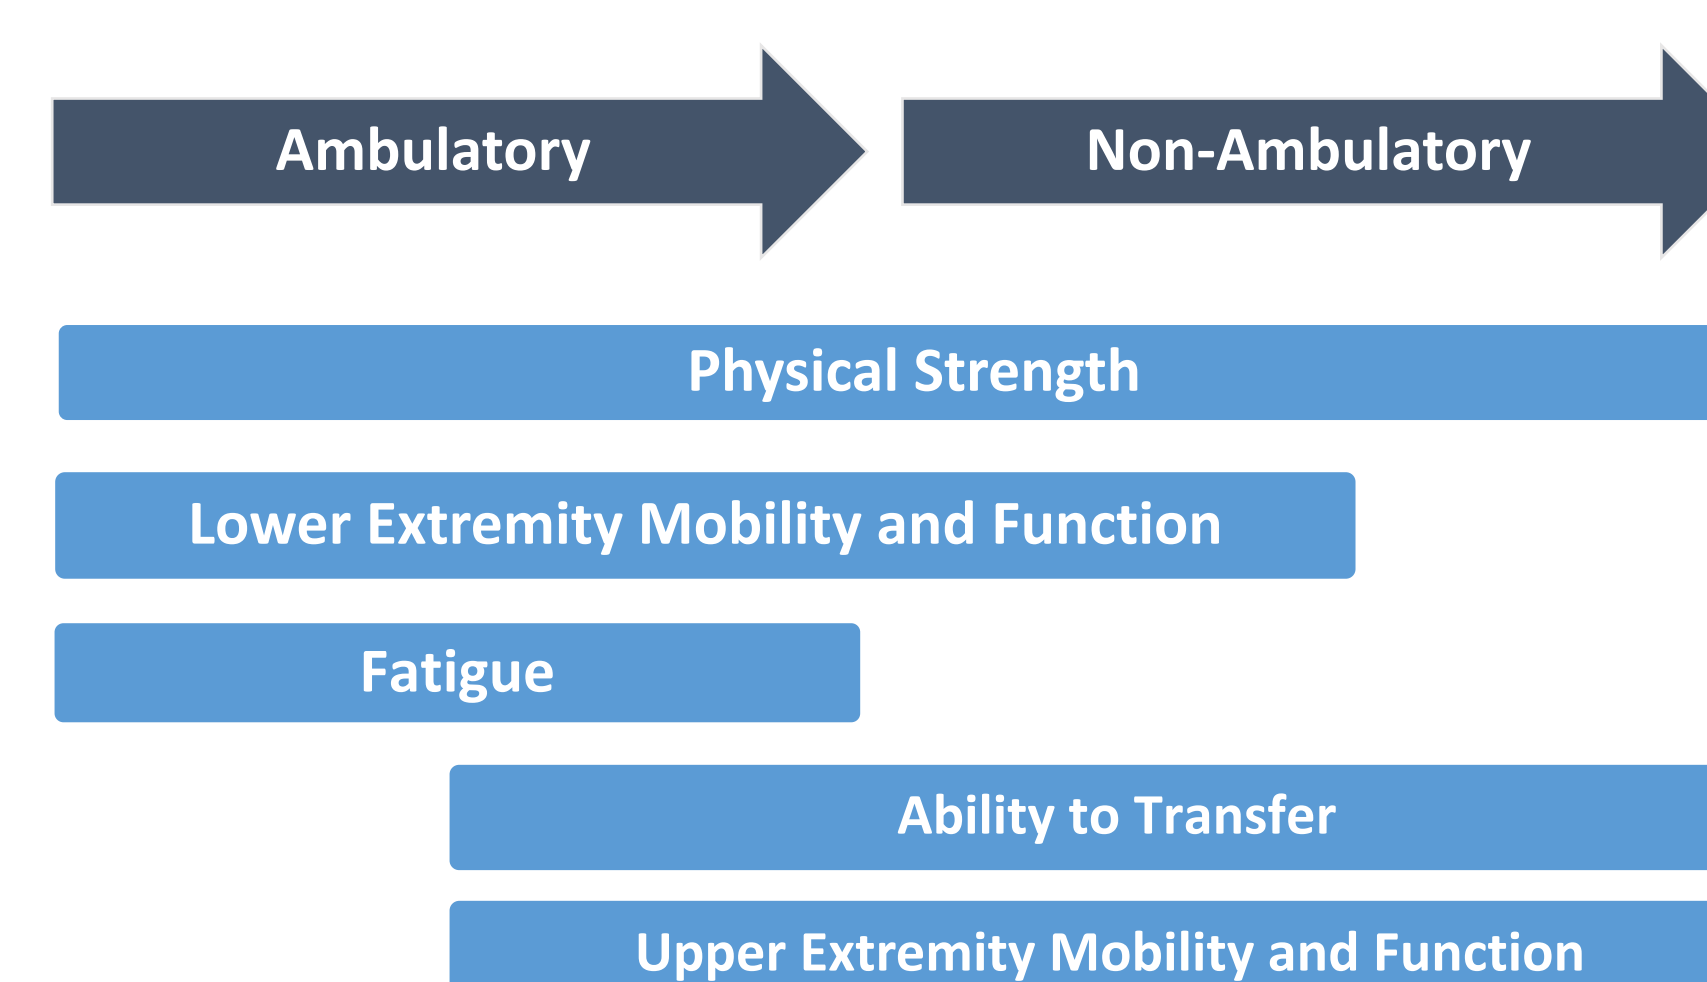 Ambulatory
Non-Ambulatory
Physical Strength
Lower Extremity Mobility and Function
Fatigue
Ability to Transfer
Upper Extremity Mobility and Function